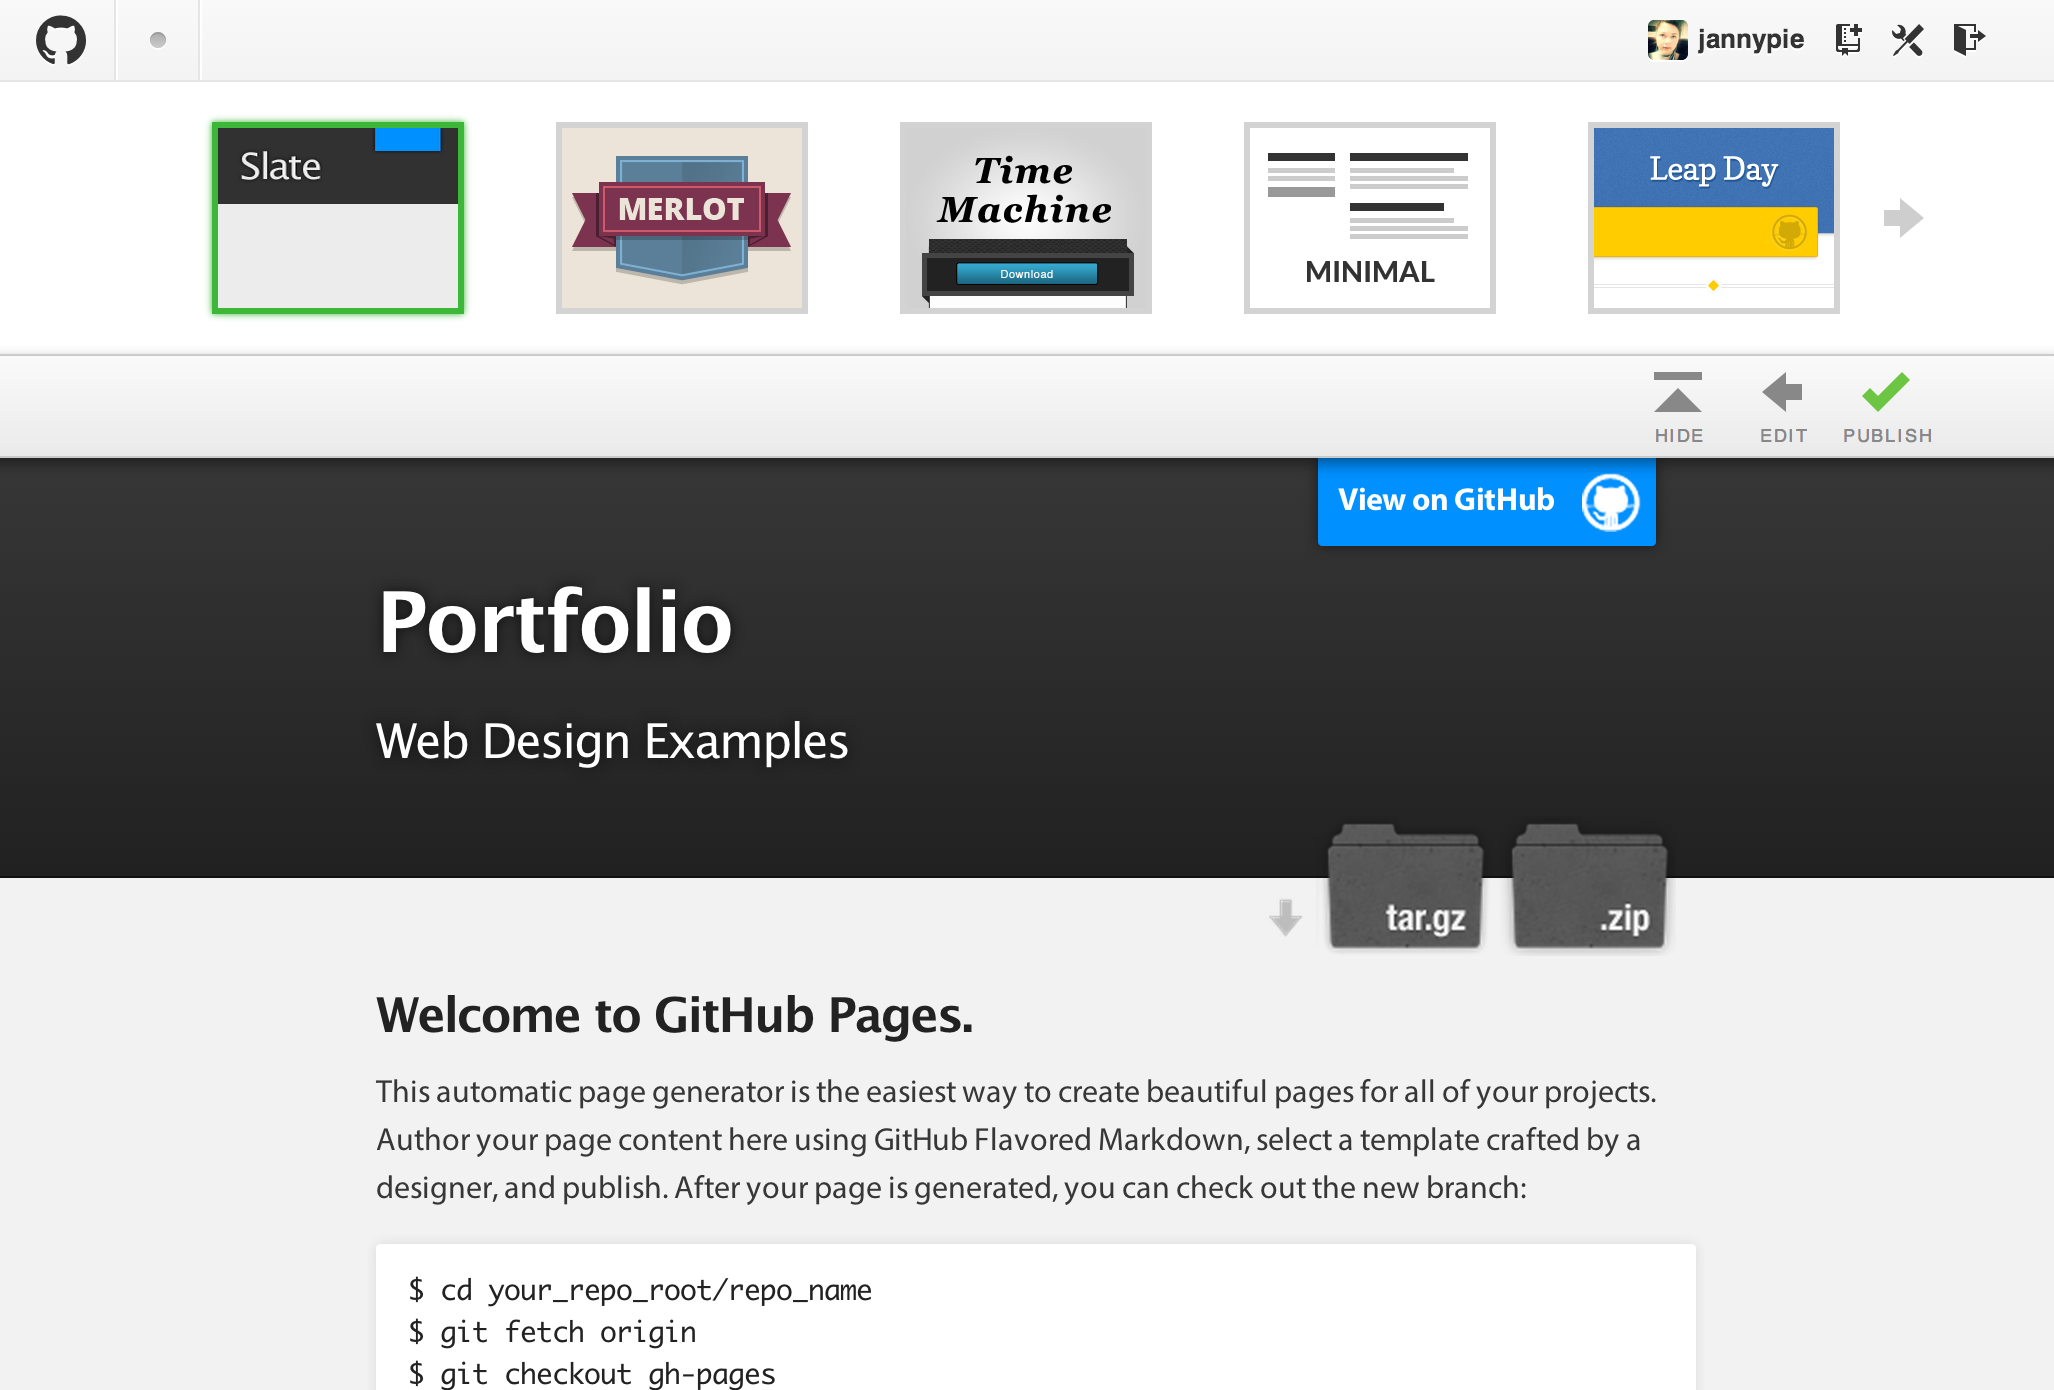 jannypie
Slate
MERLOT
Time
Machine
Download
MINIMAL
Leap Day
HIDE
EDIT
PUBLISH
View on GitHub
Portfolio
Web Design Examples
tar.gz
.zip
Welcome to GitHub Pages.
This automatic page generator is the easiest way to create beautiful pages for all of your projects.
Author your page content here using GitHub Flavored Markdown, select a template crafted by a
designer, and publish. After your page is generated, you can check out the new branch:
$ cd your_repo_root/repo_name
$ git fetch origin
$ git checkout gh-pages